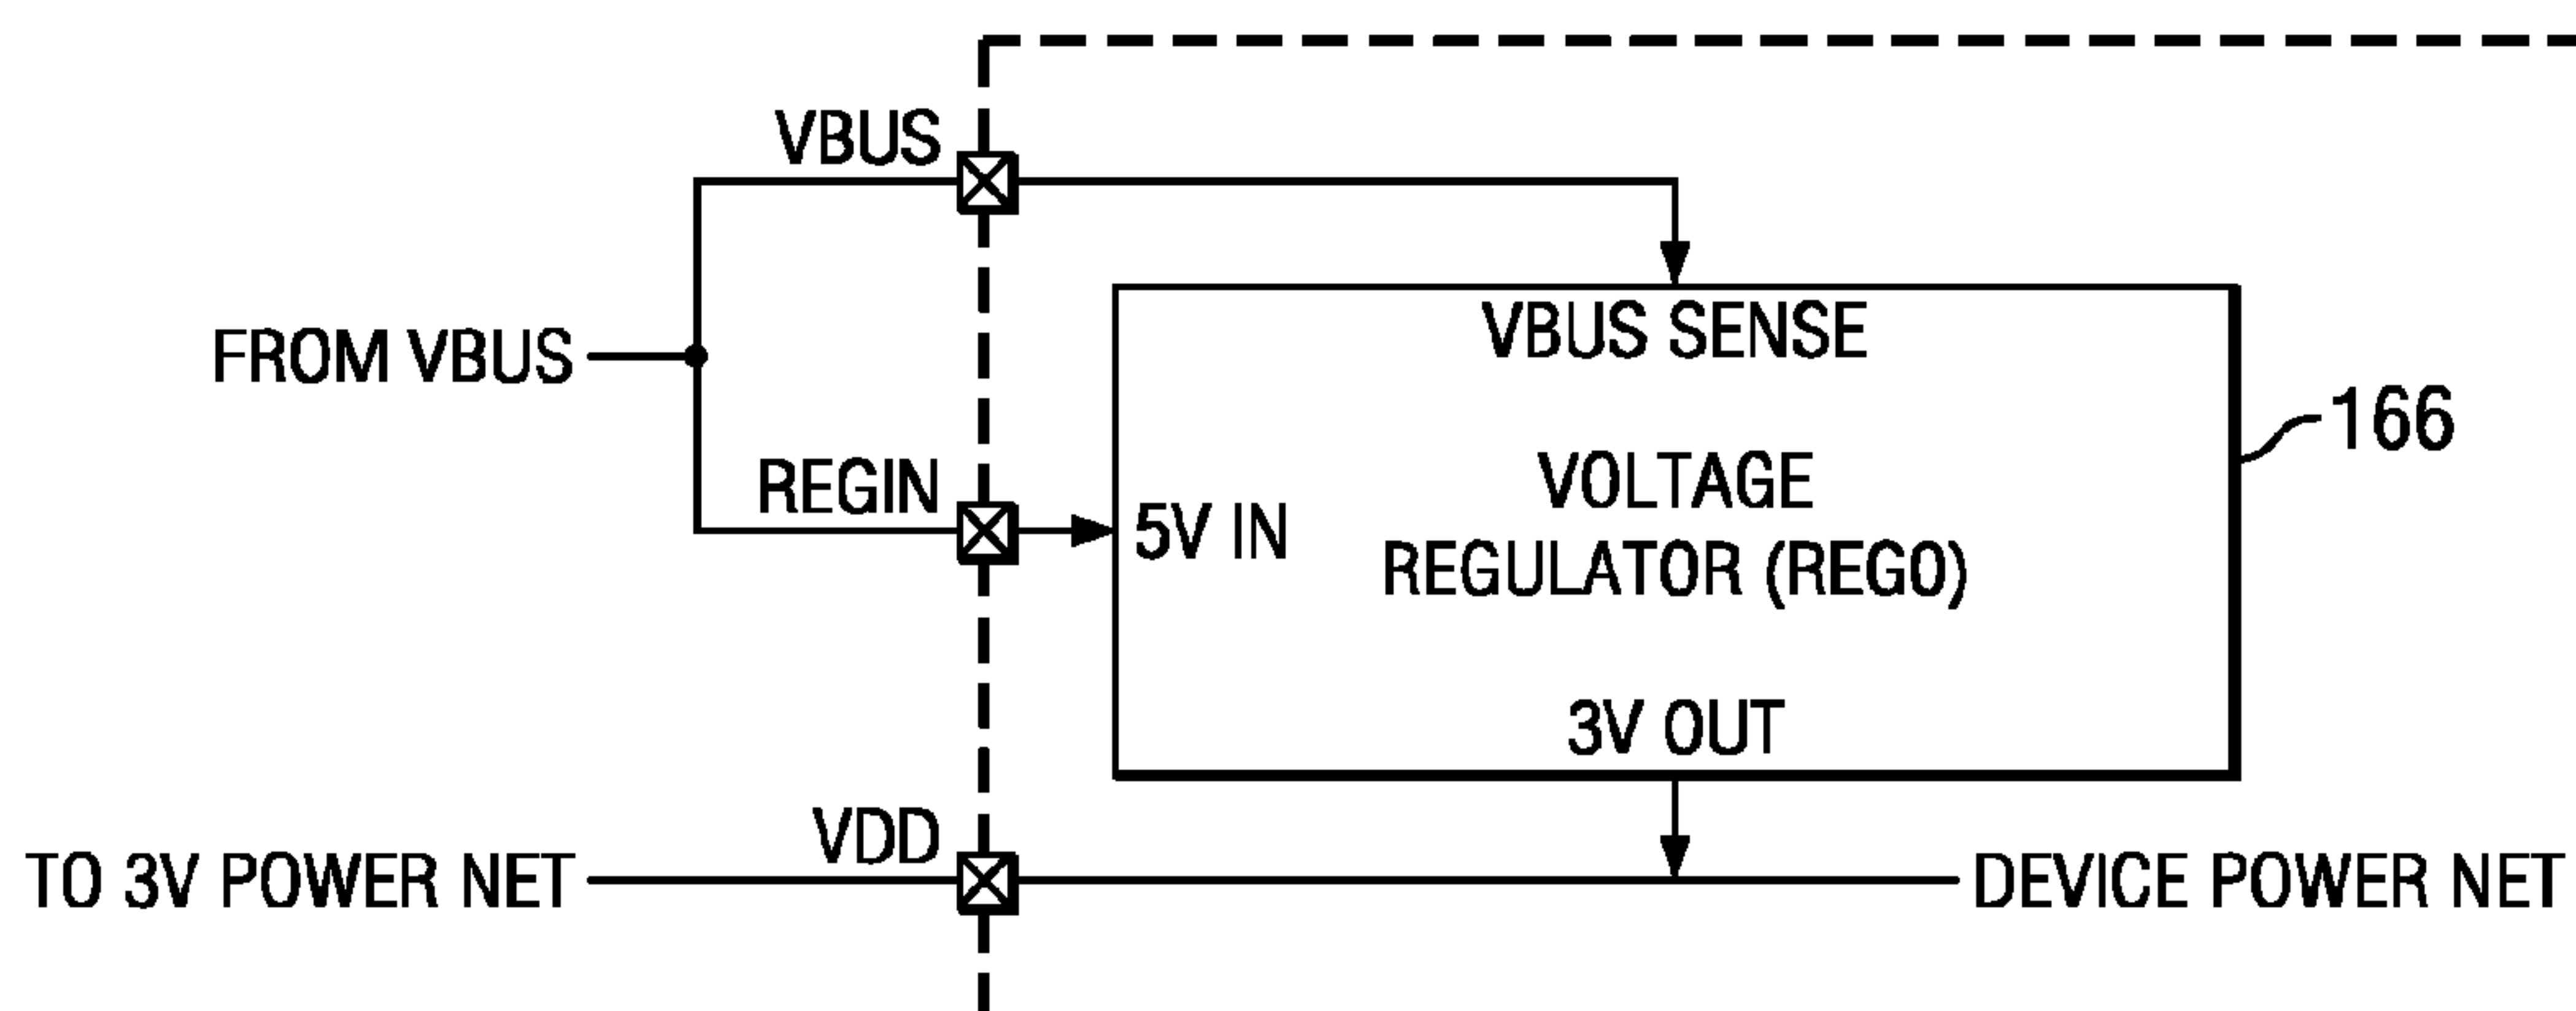 VBUS
FROM VBUS
VBUS SENSE
166
REGIN
5V IN
VOLTAGE
REGULATOR (REG0)
3V OUT
VDD
TO 3V POWER NET
DEVICE POWER NET